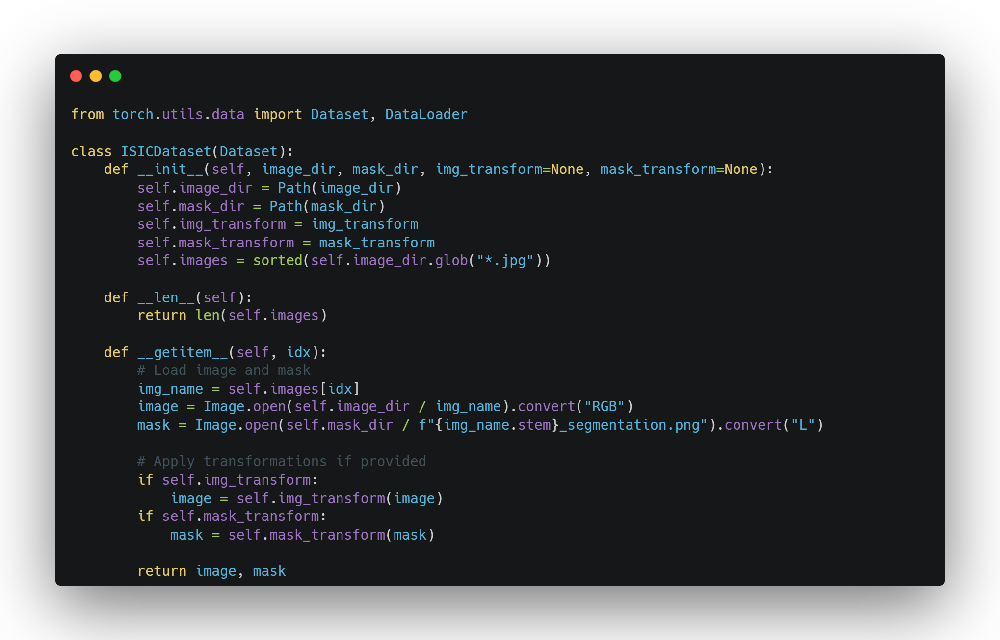 from torch.utils.data import Dataset, DataLoader

class ISICDataset(Dataset):
    def __init__(self, image_dir, mask_dir, img_transform=None, mask_transform=None):
        self.image_dir = Path(image_dir)
        self.mask_dir = Path(mask_dir)
        self.img_transform = img_transform
        self.mask_transform = mask_transform
        self.images = sorted(self.image_dir.glob("*.jpg"))

    def __len__(self):
        return len(self.images)

    def __getitem__(self, idx):
        # Load image and mask
        img_name = self.images[idx]
        image = Image.open(self.image_dir / img_name).convert("RGB")
        mask = Image.open(self.mask_dir / f"{img_name.stem}_segmentation.png").convert("L")

        # Apply transformations if provided
        if self.img_transform:
            image = self.img_transform(image)
        if self.mask_transform:
            mask = self.mask_transform(mask)

        return image, mask